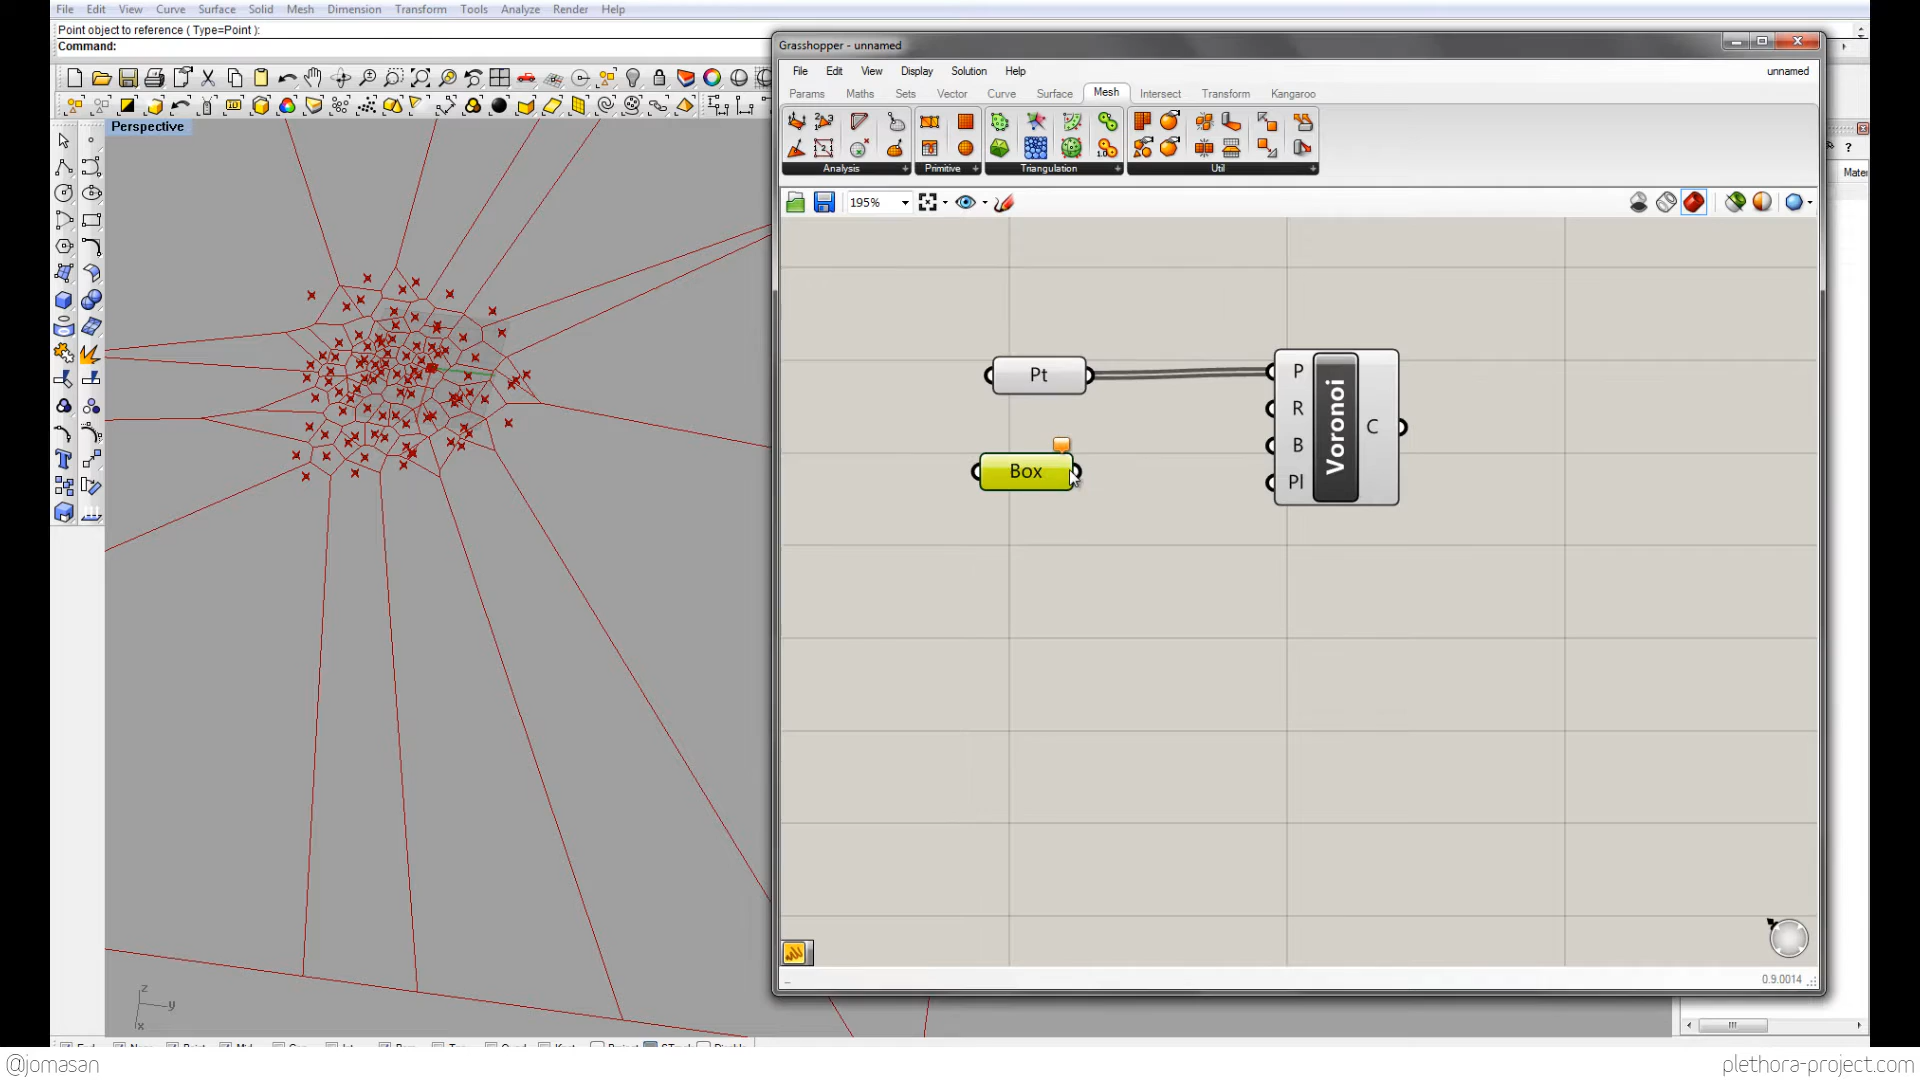 File Edit View Curve Surface Solid Mesh Dimension Transform Tools Analyze Render Help
Point object to reference ( Type=Point ):
Command:
Perspective
Grasshopper - unnamed
File Edit View Display Solution Help
unnamed
Params Maths Sets Vector Curve Surface Mesh Intersect Transform Kangaroo
Analysis Primitive Triangulation Util
195%
Mater
Pt
Box
P
R
B
Pl
Voronoi
C
0.9.0014
z
y
x
@jomasan
plethora-project.com